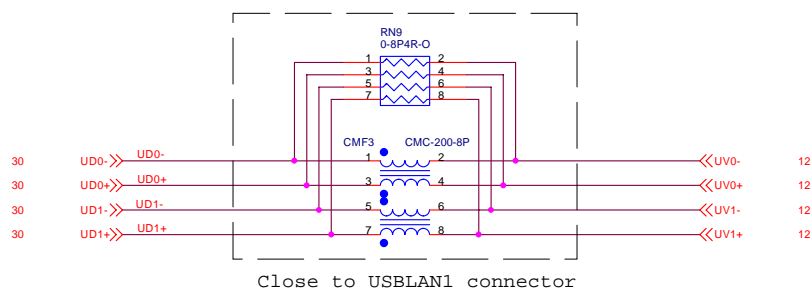 RN9
0-8P4R-O
1 2
3 4
5 6
7 8
CMF3 CMC-200-8P
30 UD0- UD0- 1 2 UV0- 12
30 UD0+ UD0+ 3 4 UV0+ 12
30 UD1- UD1- 5 6 UV1- 12
30 UD1+ UD1+ 7 8 UV1+ 12
Close to USBLAN1 connector